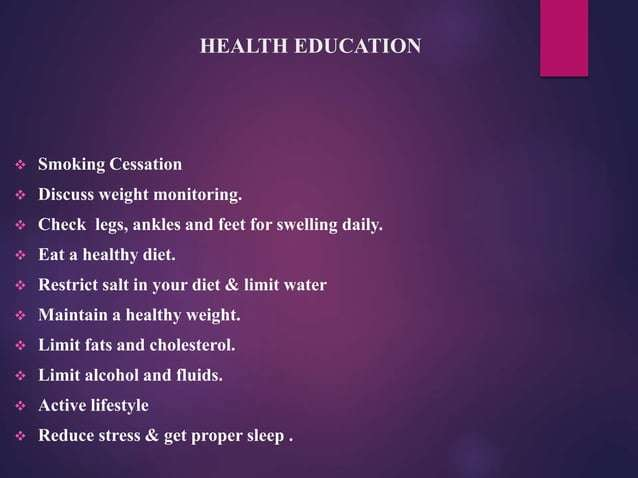 HEALTH EDUCATION
Smoking Cessation
Discuss weight monitoring.
Check  legs, ankles and feet for swelling daily.
Eat a healthy diet.
Restrict salt in your diet & limit water
Maintain a healthy weight.
Limit fats and cholesterol.
Limit alcohol and fluids.
Active lifestyle
Reduce stress & get proper sleep .